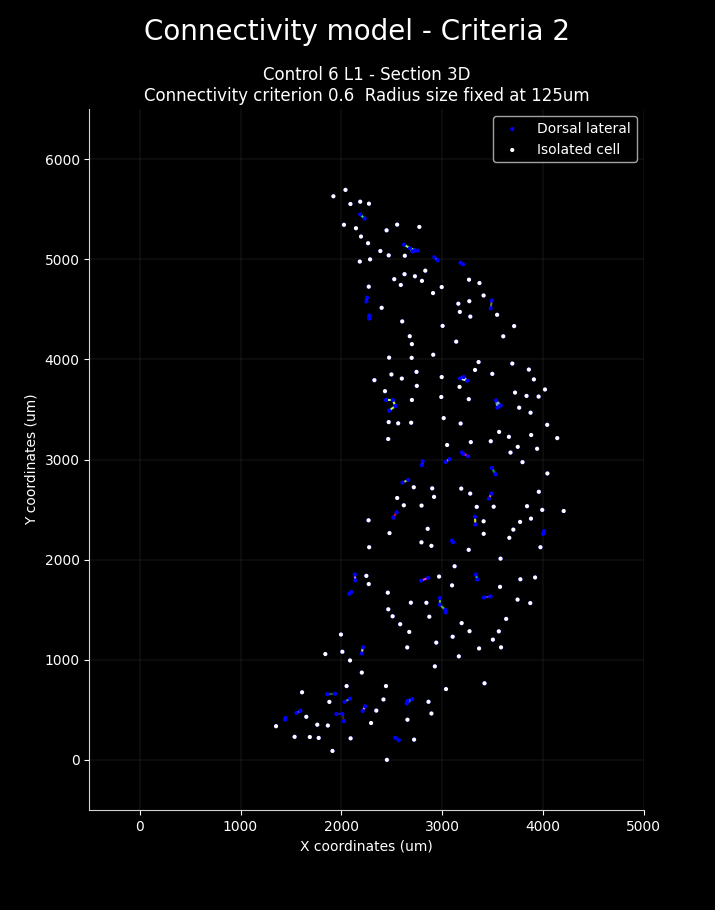 Connectivity model - Criteria 2
Control 6 L1 - Section 3D
Connectivity criterion 0.6  Radius size fixed at 125um
Dorsal lateral
Isolated cell
6000
5000
4000
3000
2000
1000
0
Y coordinates (um)
0
1000
2000
3000
4000
5000
X coordinates (um)